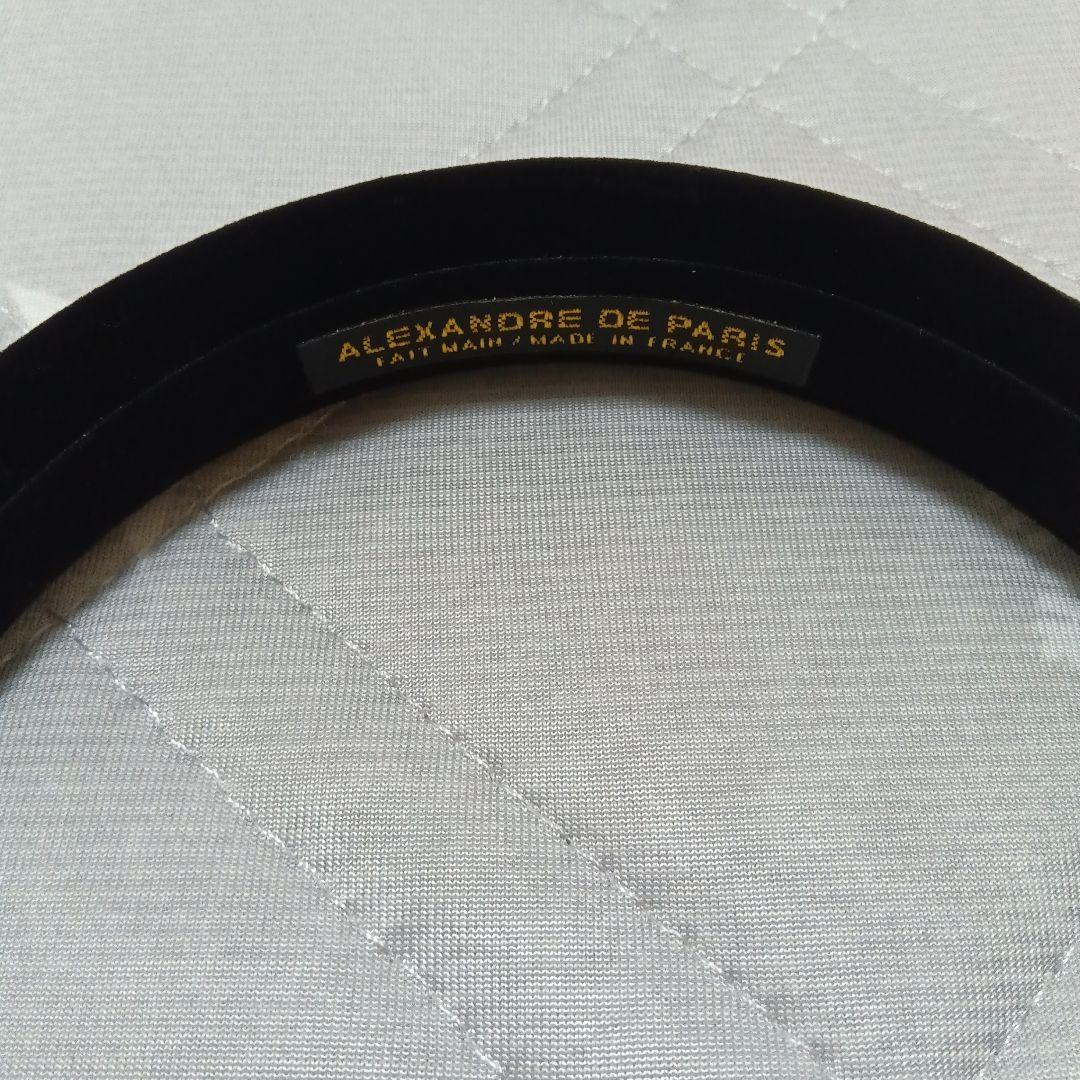 ALEXANDRE DE PARIS
FAIT MAIN / MADE IN FRANCE